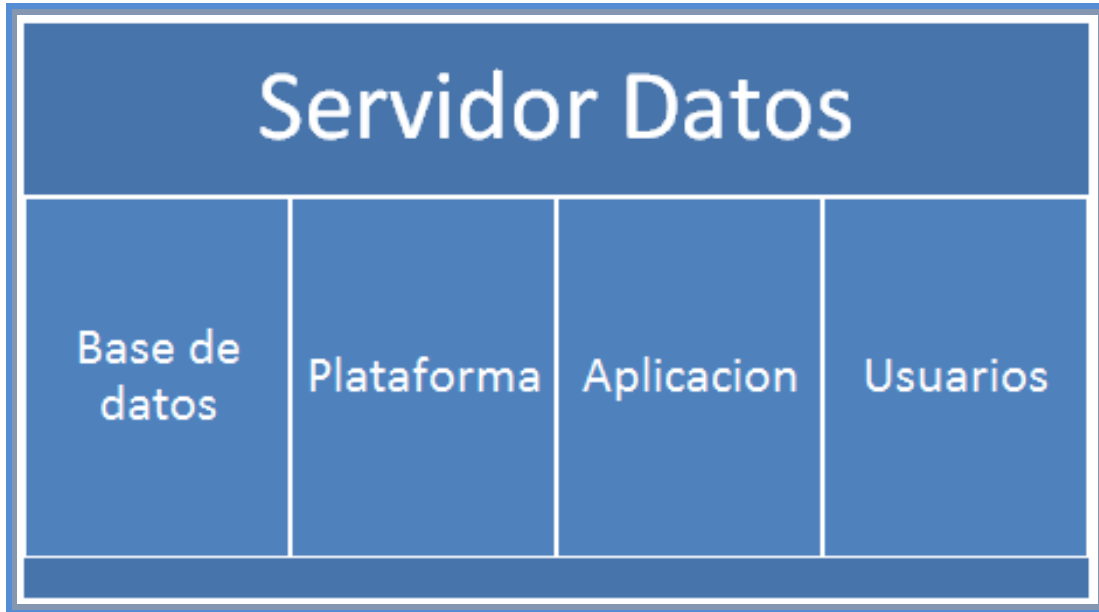 Servidor Datos
Base de
datos
Plataforma
Aplicacion
Usuarios